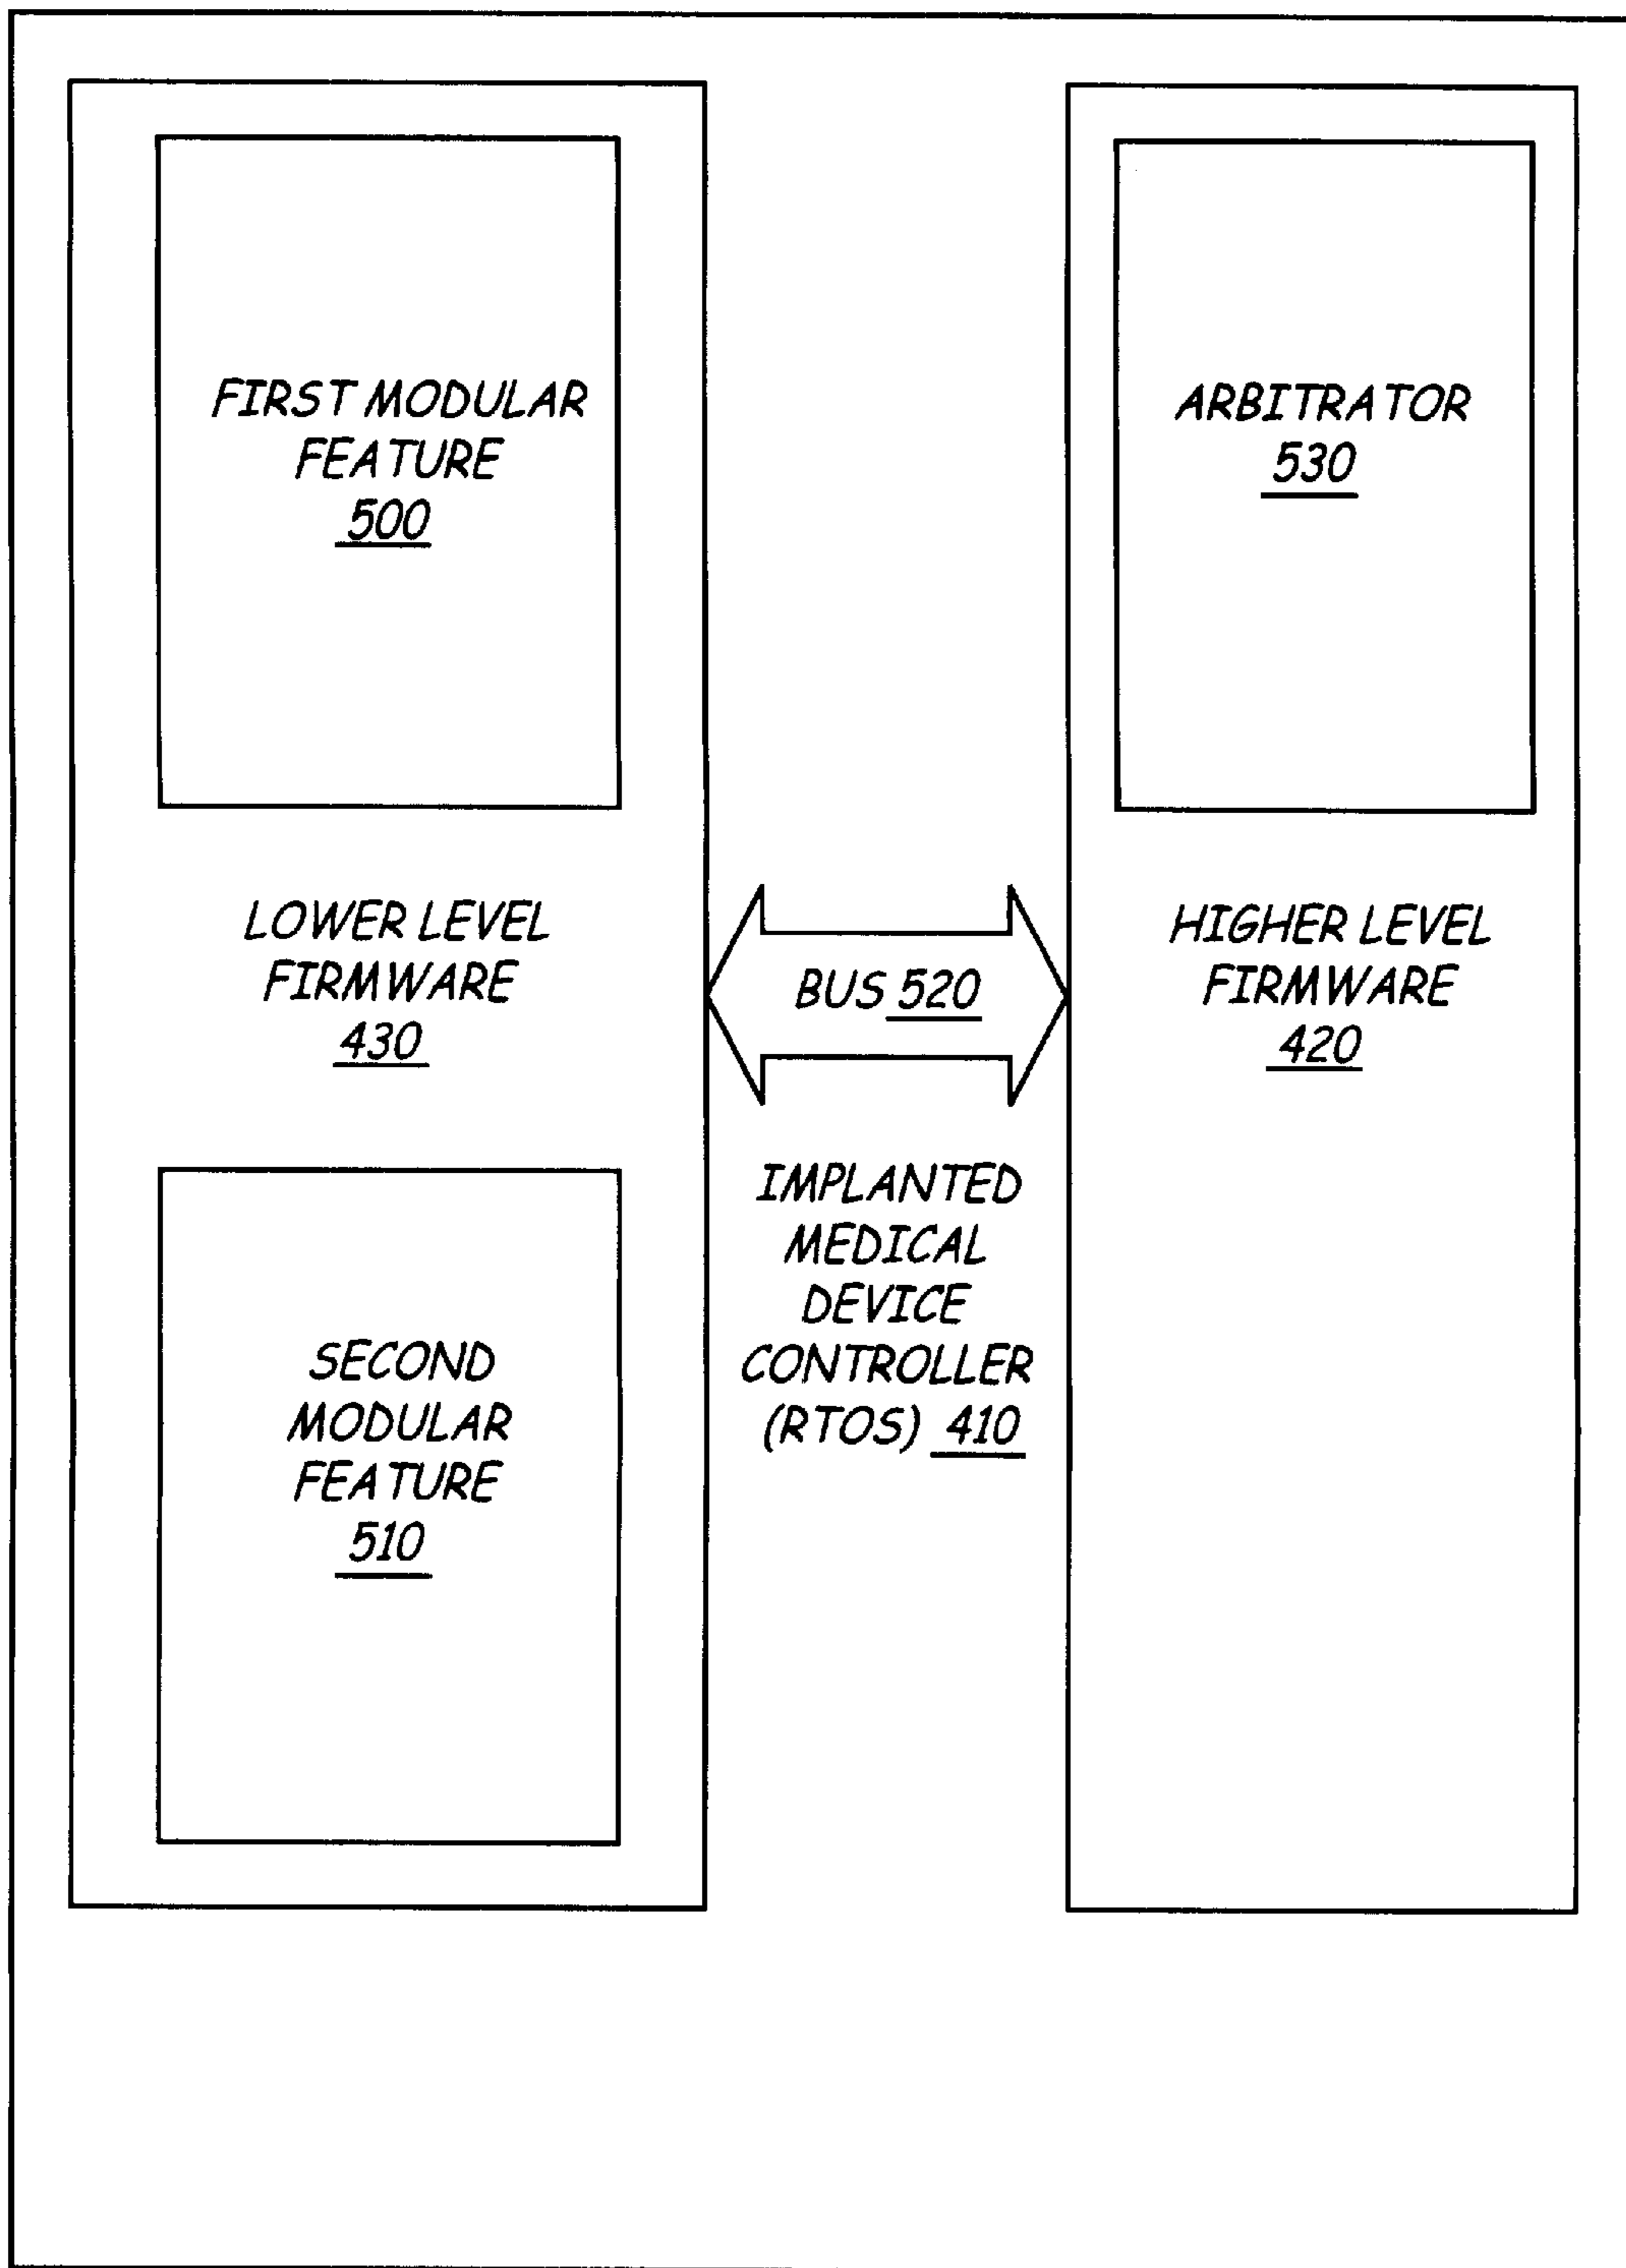 FIRST MODULAR
FEATURE
500
ARBITRATOR
530
LOWER LEVEL
FIRMWARE
430
BUS 520
HIGHER LEVEL
FIRMWARE
420
IMPLANTED
MEDICAL
DEVICE
CONTROLLER
(RTOS) 410
SECOND
MODULAR
FEATURE
510